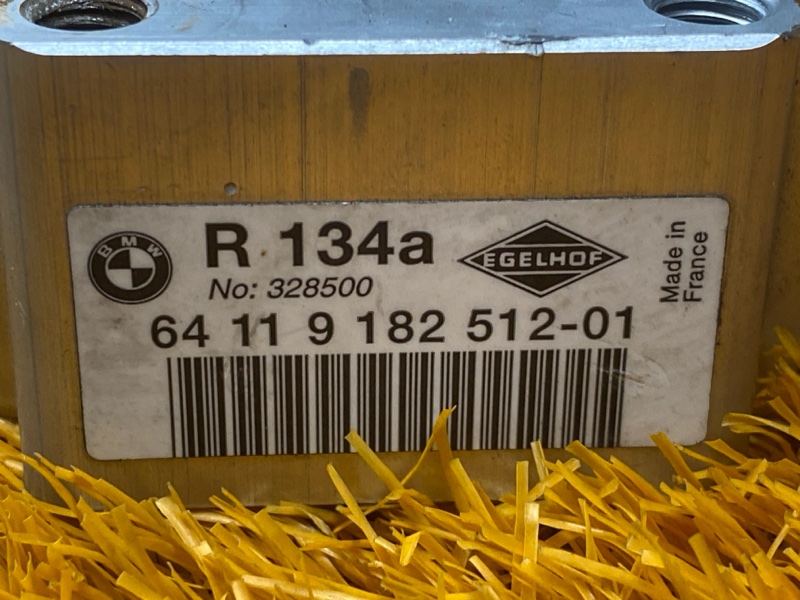 BMW
R 134a
EGELHOF
No: 328500
64 11 9 182 512-01
Made in
France